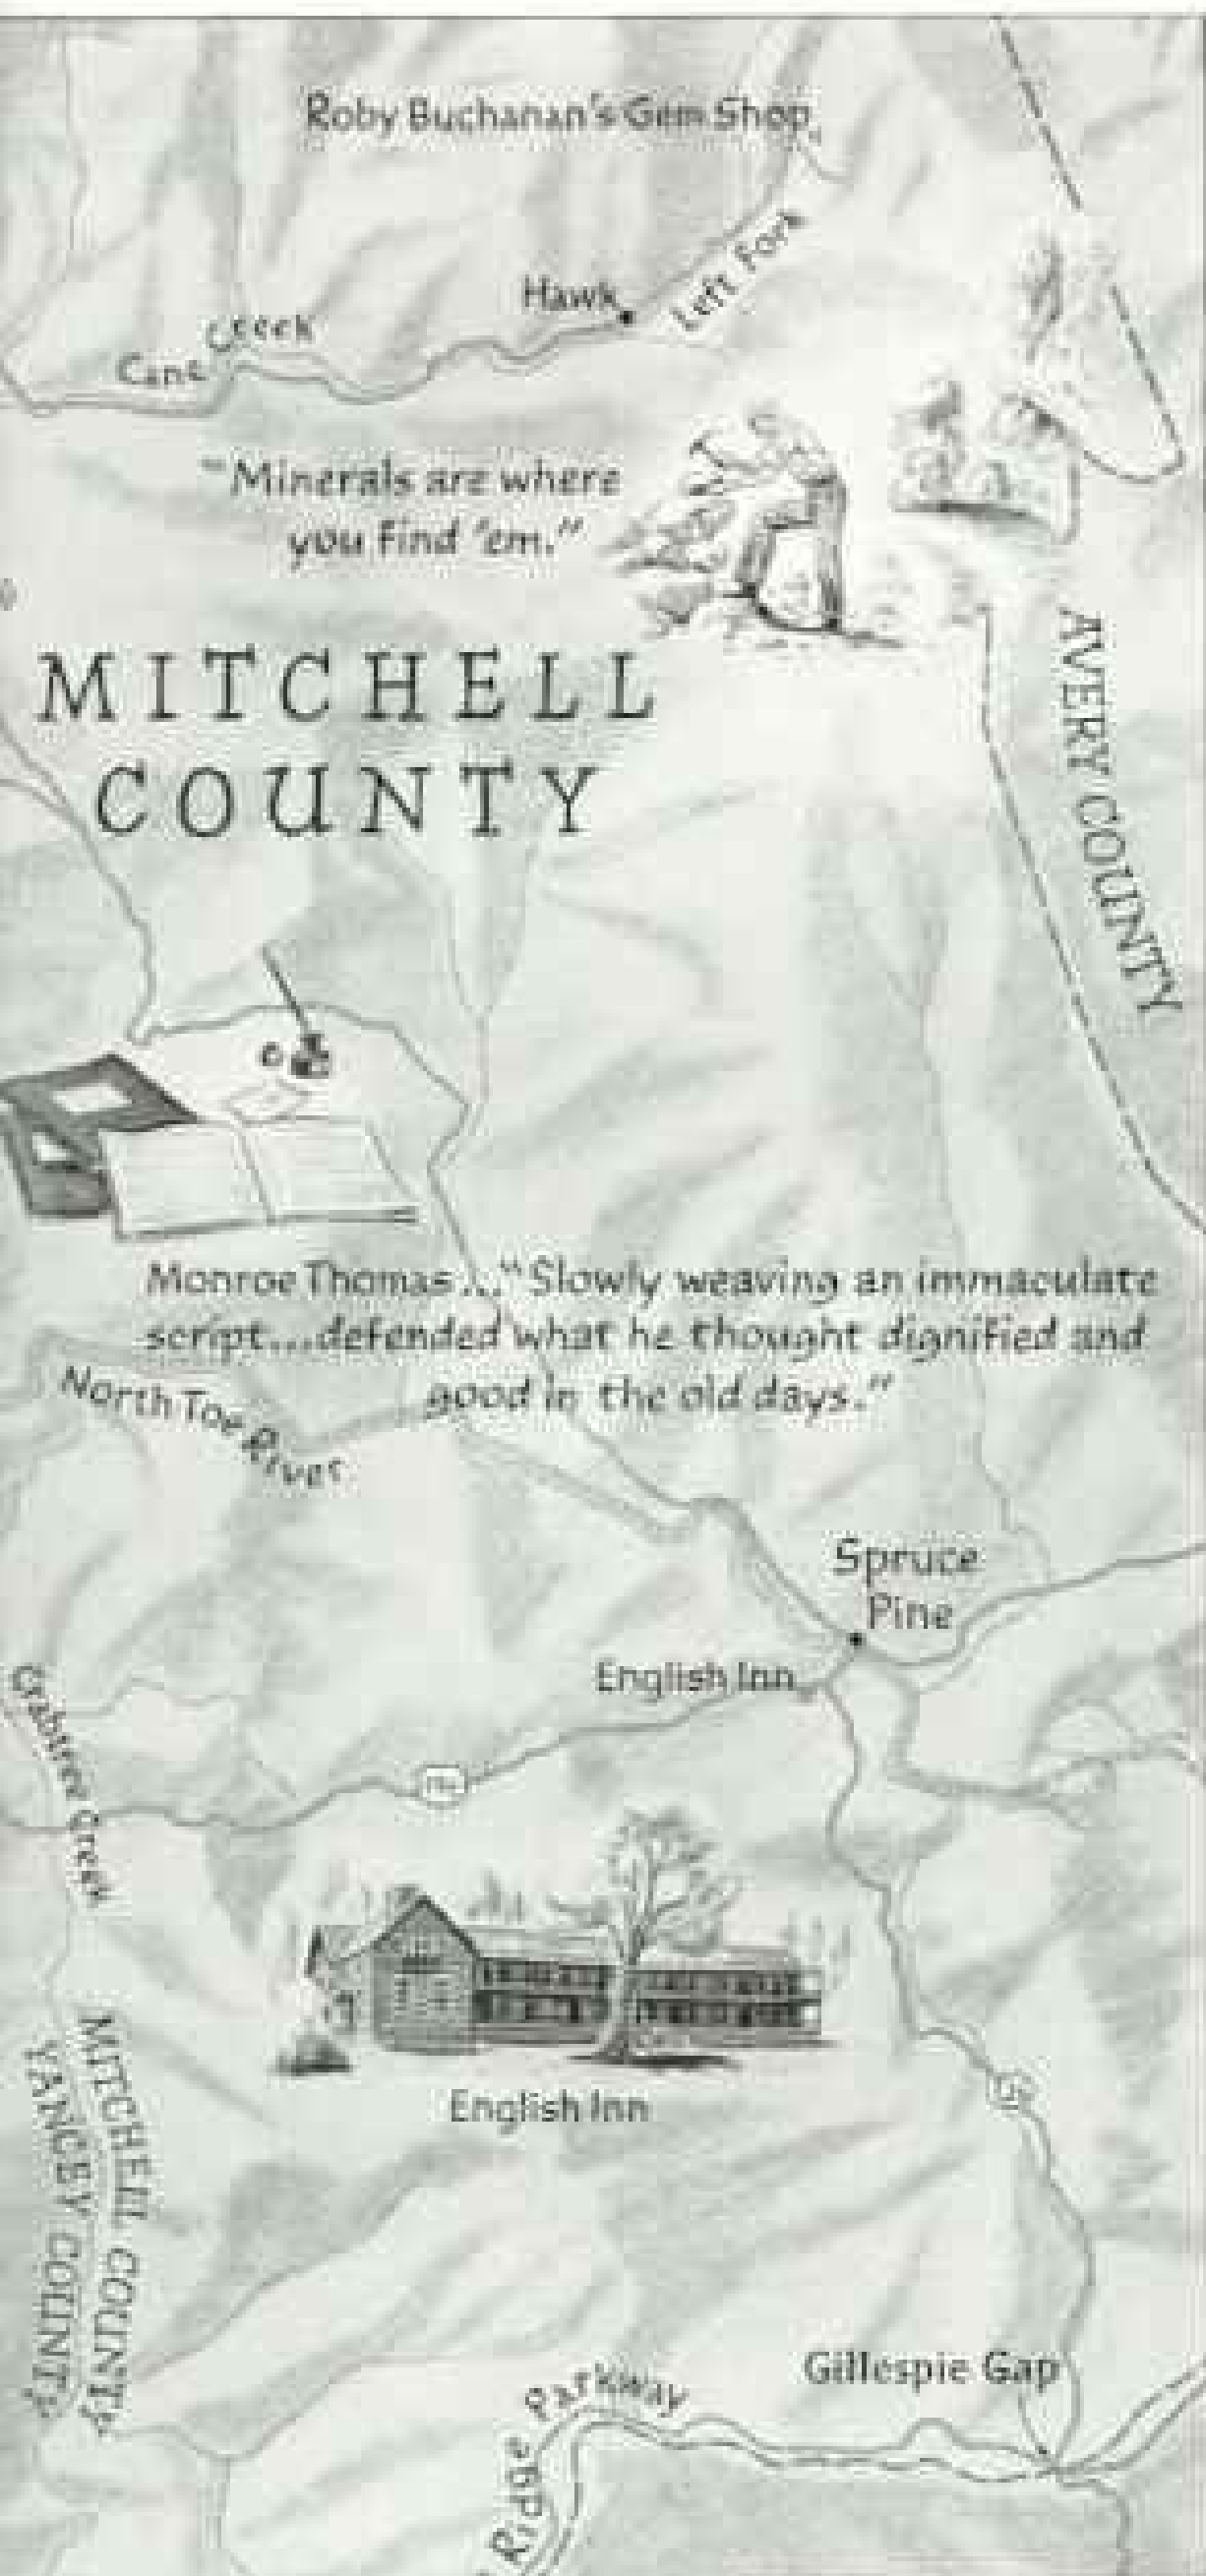 Roby Buchanan's Gem Shop
Hawk
Left Fork
Cane Creek
"Minerals are where
you find 'em."
MITCHELL
COUNTY
AVERY COUNTY
Monroe Thomas..."Slowly weaving an immaculate
script...defended what he thought dignified and
good in the old days."
North Toe River
Spruce
Pine
English Inn
Crabtree Creek
English Inn
MITCHELL COUNTY
YANCEY COUNTY
Gillespie Gap
Ridge Parkway